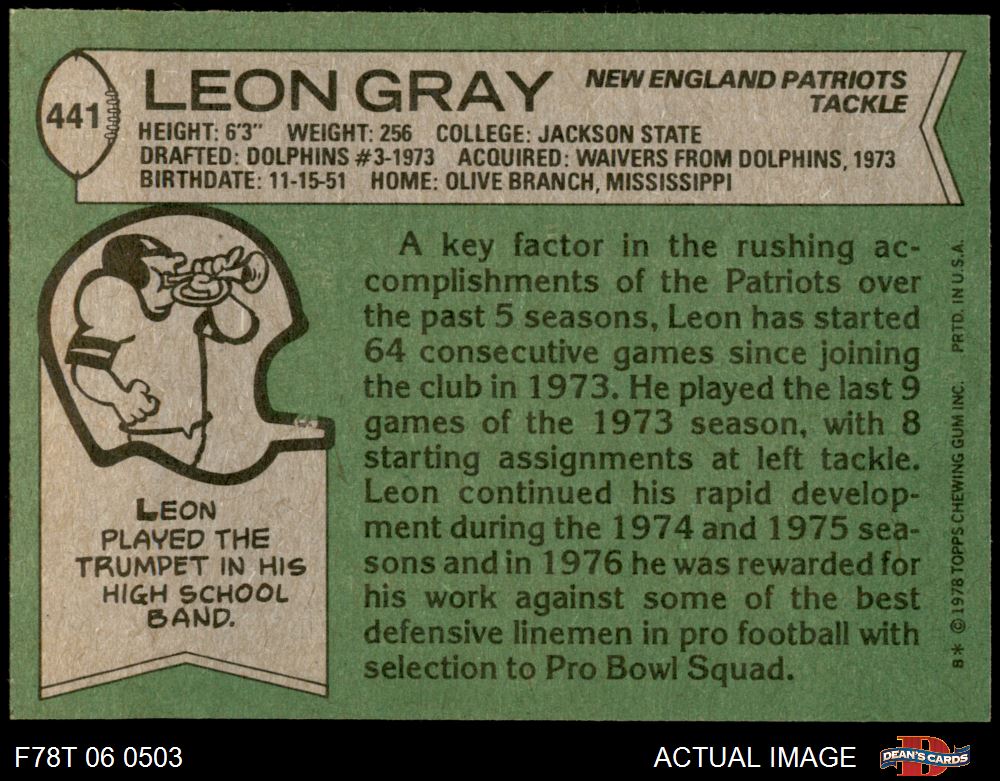 441
LEON GRAY
NEW ENGLAND PATRIOTS
TACKLE
HEIGHT: 6'3" WEIGHT: 256 COLLEGE: JACKSON STATE
DRAFTED: DOLPHINS #3-1973 ACQUIRED: WAIVERS FROM DOLPHINS, 1973
BIRTHDATE: 11-15-51 HOME: OLIVE BRANCH, MISSISSIPPI
A key factor in the rushing ac-
complishments of the Patriots over
the past 5 seasons, Leon has started
64 consecutive games since joining
the club in 1973. He played the last 9
games of the 1973 season, with 8
starting assignments at left tackle.
Leon continued his rapid develop-
ment during the 1974 and 1975 sea-
sons and in 1976 he was rewarded for
his work against some of the best
defensive linemen in pro football with
selection to Pro Bowl Squad.
LEON
PLAYED THE
TRUMPET IN HIS
HIGH SCHOOL
BAND.
8* © 1978 TOPPS CHEWING GUM INC. PRTD. IN U.S.A.
F78T 06 0503
ACTUAL IMAGE
D
DEAN'S CARDS